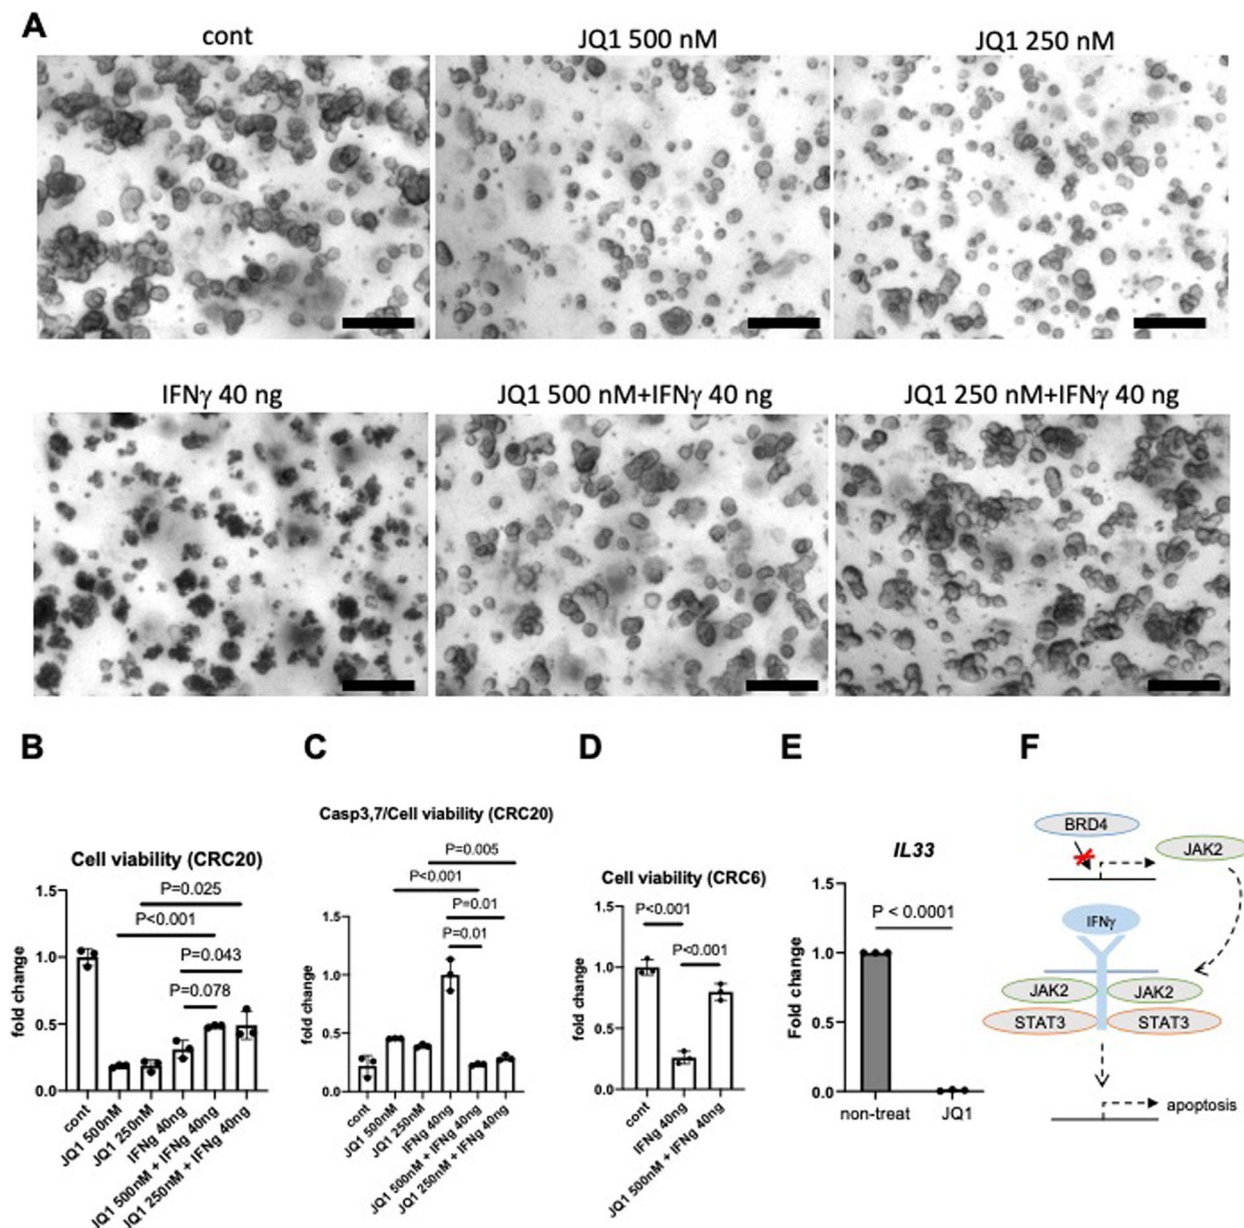 A
cont
JQ1 500 nM
JQ1 250 nM
IFNγ 40 ng
JQ1 500 nM+IFNγ 40 ng
JQ1 250 nM+IFNγ 40 ng
B
Cell viability (CRC20)
fold change
1.5
1.0
0.5
0.0
P=0.025
P<0.001
P=0.043
P=0.078
cont
JQ1 500nM
JQ1 250nM
IFNg 40ng
JQ1 500nM + IFNg 40ng
JQ1 250nM + IFNg 40ng
C
Casp3,7/Cell viability (CRC20)
fold change
1.5
1.0
0.5
0.0
P=0.005
P<0.001
P=0.01
P=0.01
cont
JQ1 500nM
JQ1 250nM
IFNg 40ng
JQ1 500nM + IFNg 40ng
JQ1 250nM + IFNg 40ng
D
Cell viability (CRC6)
fold change
1.5
1.0
0.5
0.0
P<0.001
P<0.001
cont
IFNg 40ng
JQ1 500nM + IFNg 40ng
E
IL33
Fold change
1.5
1.0
0.5
0.0
P < 0.0001
non-treat
JQ1
F
BRD4
JAK2
IFNγ
JAK2
JAK2
STAT3
STAT3
apoptosis